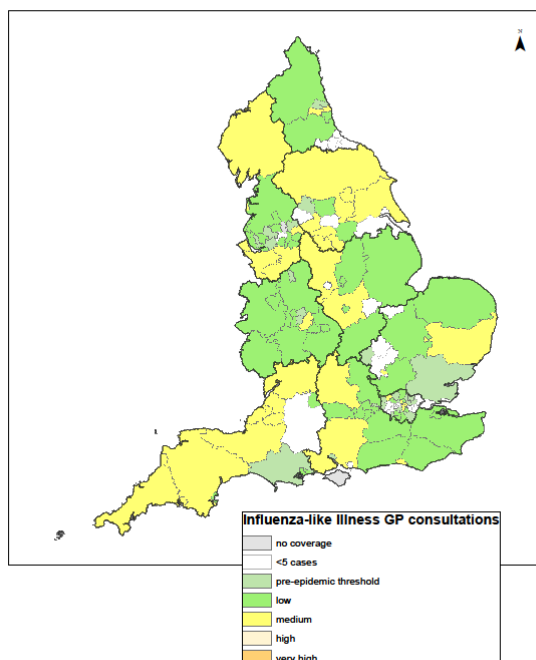 N
Influenza-like Illness GP consultations
no coverage
<5 cases
pre-epidemic threshold
low
medium
high
very high